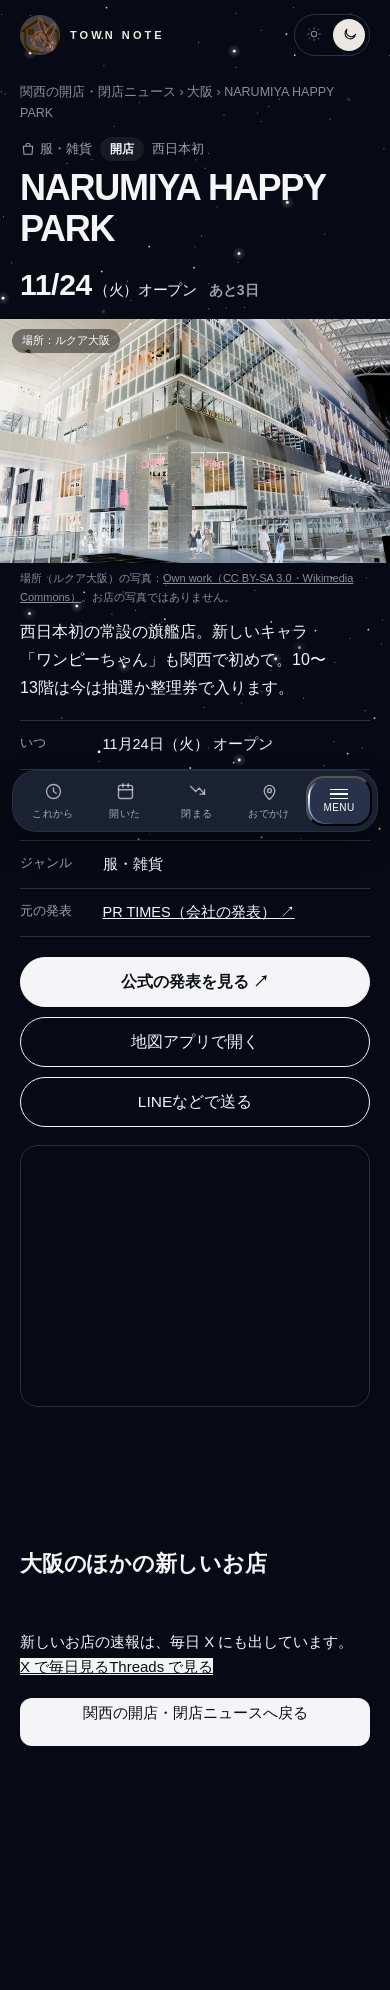 TOWN NOTE
関西の開店・閉店ニュース › 大阪 › NARUMIYA HAPPY
PARK
服・雑貨 開店 西日本初
NARUMIYA HAPPY
PARK
11/24（火）オープン あと3日
場所：ルクア大阪
場所（ルクア大阪）の写真：Own work（CC BY-SA 3.0・Wikimedia
Commons）。お店の写真ではありません。
西日本初の常設の旗艦店。新しいキャラ
「ワンピーちゃん」も関西で初めて。10〜
13階は今は抽選か整理券で入ります。
いつ 11月24日（火） オープン
これから 開いた 閉まる おでかけ MENU
ジャンル 服・雑貨
元の発表 PR TIMES（会社の発表） ↗
公式の発表を見る ↗
地図アプリで開く
LINEなどで送る
大阪のほかの新しいお店
新しいお店の速報は、毎日 X にも出しています。
X で毎日見るThreads で見る
関西の開店・閉店ニュースへ戻る